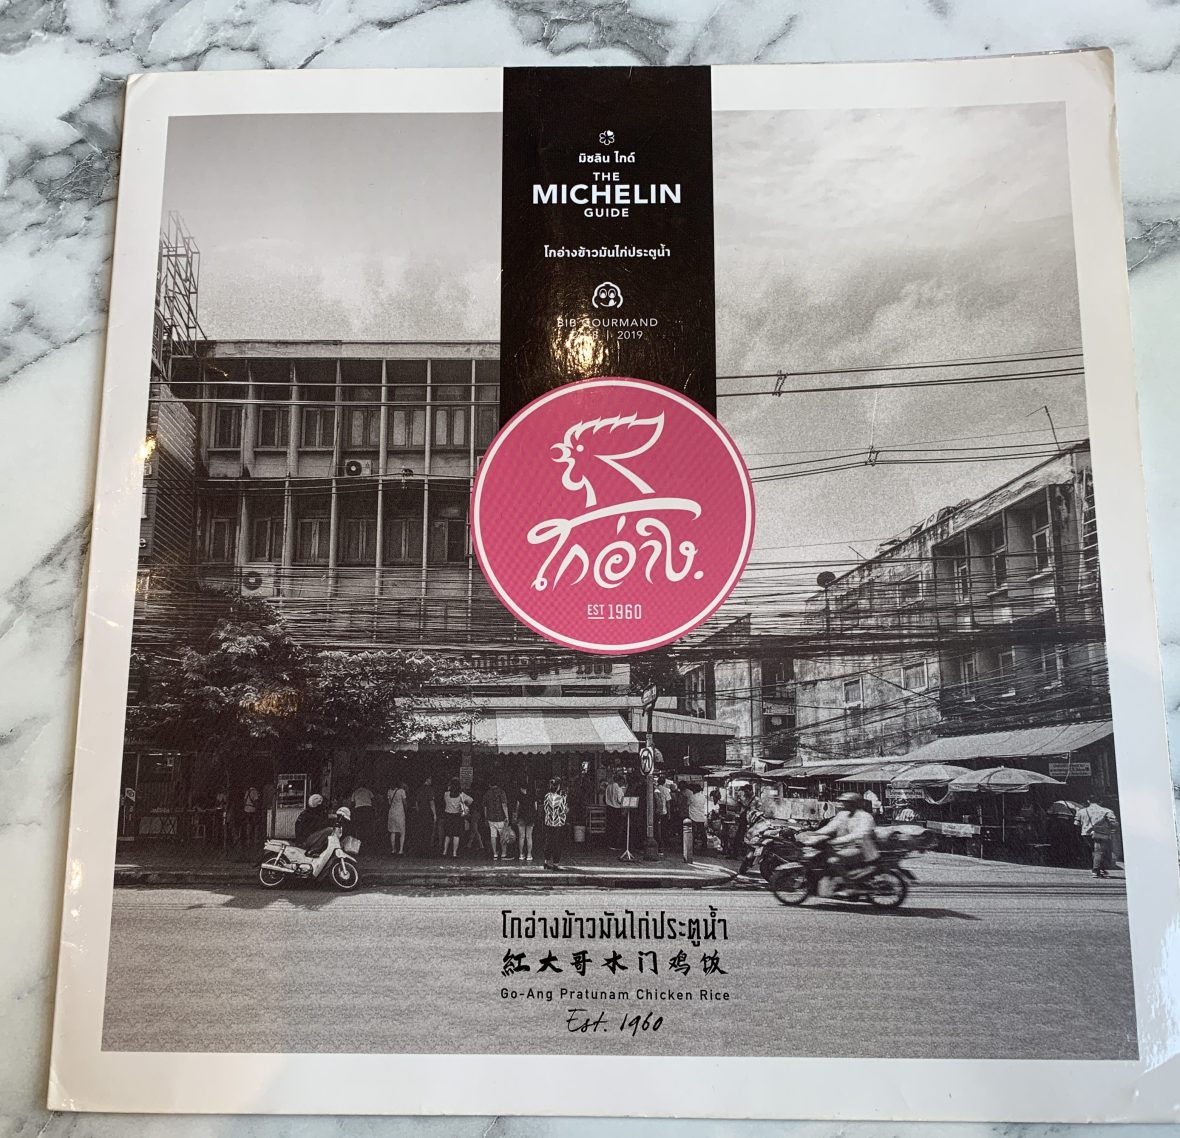 มิชลิน ไกด์
THE
MICHELIN
GUIDE
โกอ่างข้าวมันไก่ประตูน้ำ
BIB GOURMAND
8 | 2019
โกอ่าง.
EST 1960
โกอ่างข้าวมันไก่ประตูน้ำ
紅大哥水门鸡饭
Go-Ang Pratunam Chicken Rice
Est. 1960